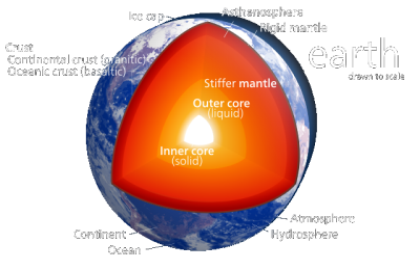 Ice cap
Asthenosphere
Rigid mantle
earth
drawn to scale
Crust
Continental crust (granitic)
Oceanic crust (basaltic)
Stiffer mantle
Outer core
(liquid)
Inner core
(solid)
Atmosphere
Hydrosphere
Continent
Ocean